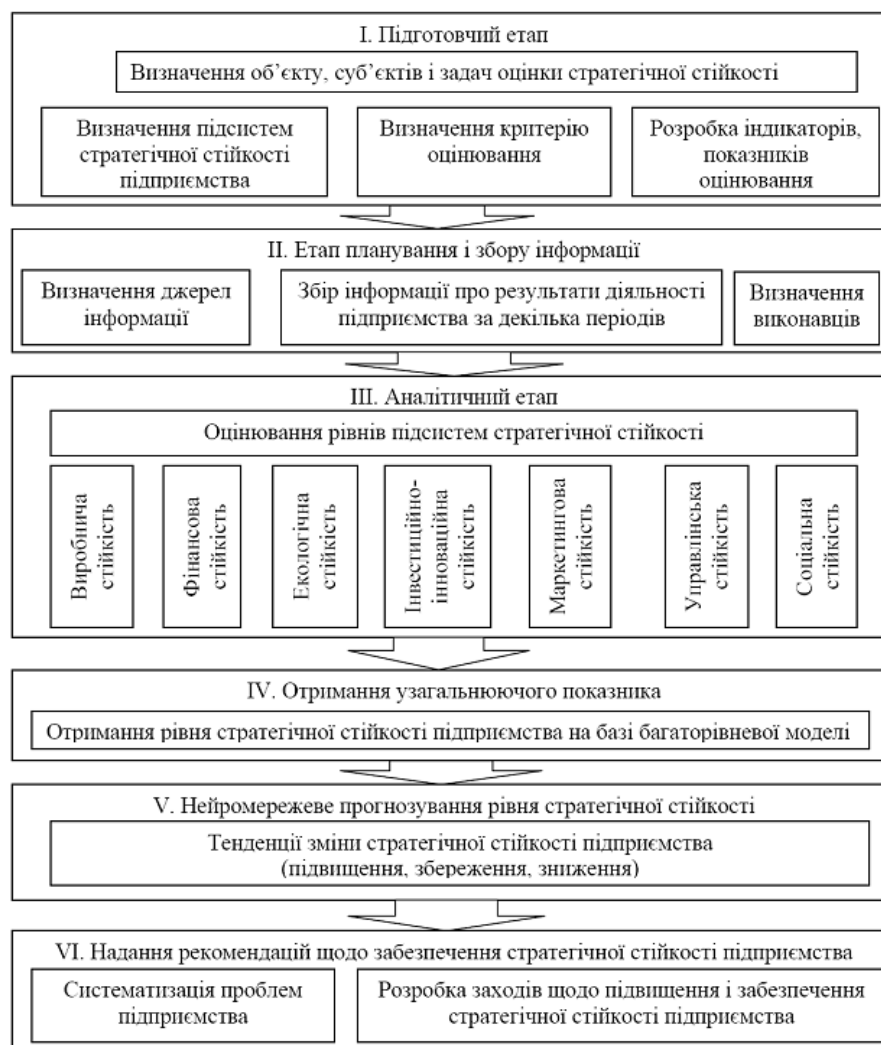 І. Підготовчий етап
Визначення об’єкту, суб’єктів і задач оцінки стратегічної стійкості
Визначення підсистем
стратегічної стійкості
підприємства
Визначення критерію
оцінювання
Розробка індикаторів,
показників
оцінювання
ІІ. Етап планування і збору інформації
Визначення джерел
інформації
Збір інформації про результати діяльності
підприємства за декілька періодів
Визначення
виконавців
ІІІ. Аналітичний етап
Оцінювання рівнів підсистем стратегічної стійкості
Виробнича
стійкість
Фінансова
стійкість
Екологічна
стійкість
Інвестиційно-
інноваційна
стійкість
Маркетингова
стійкість
Управлінська
стійкість
Соціальна
стійкість
IV. Отримання узагальнюючого показника
Отримання рівня стратегічної стійкості підприємства на базі багаторівневої моделі
V. Нейромережеве прогнозування рівня стратегічної стійкості
Тенденції зміни стратегічної стійкості підприємства
(підвищення, збереження, зниження)
VI. Надання рекомендацій щодо забезпечення стратегічної стійкості підприємства
Систематизація проблем
підприємства
Розробка заходів щодо підвищення і забезпечення
стратегічної стійкості підприємства